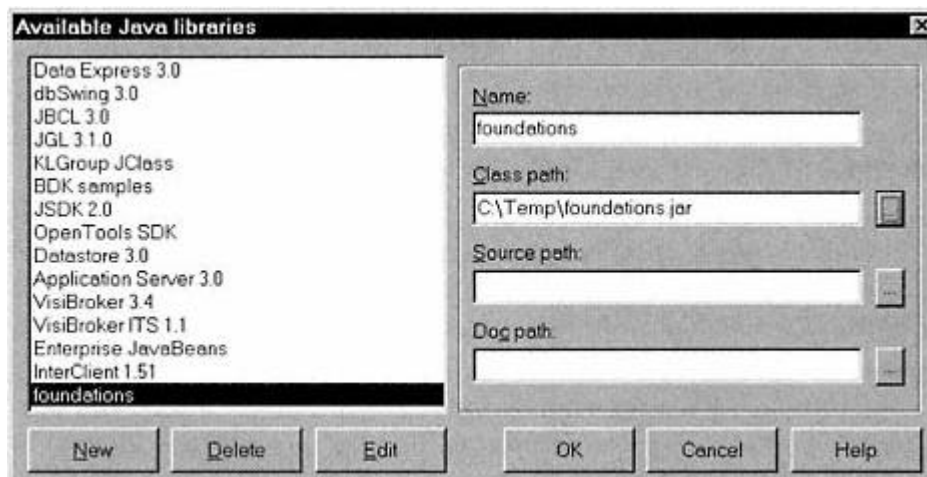 Available Java libraries
Data Express 3.0
dbSwing 3.0
JBCL 3.0
JGL 3.1.0
KLGroup JClass
BDK samples
JSDK 2.0
OpenTools SDK
Datastore 3.0
Application Server 3.0
VisiBroker 3.4
VisiBroker ITS 1.1
Enterprise JavaBeans
InterClient 1.51
foundations
Name:
foundations
Class path:
C:\Temp\foundations.jar
...
Source path:
...
Doc path:
...
New Delete Edit OK Cancel Help